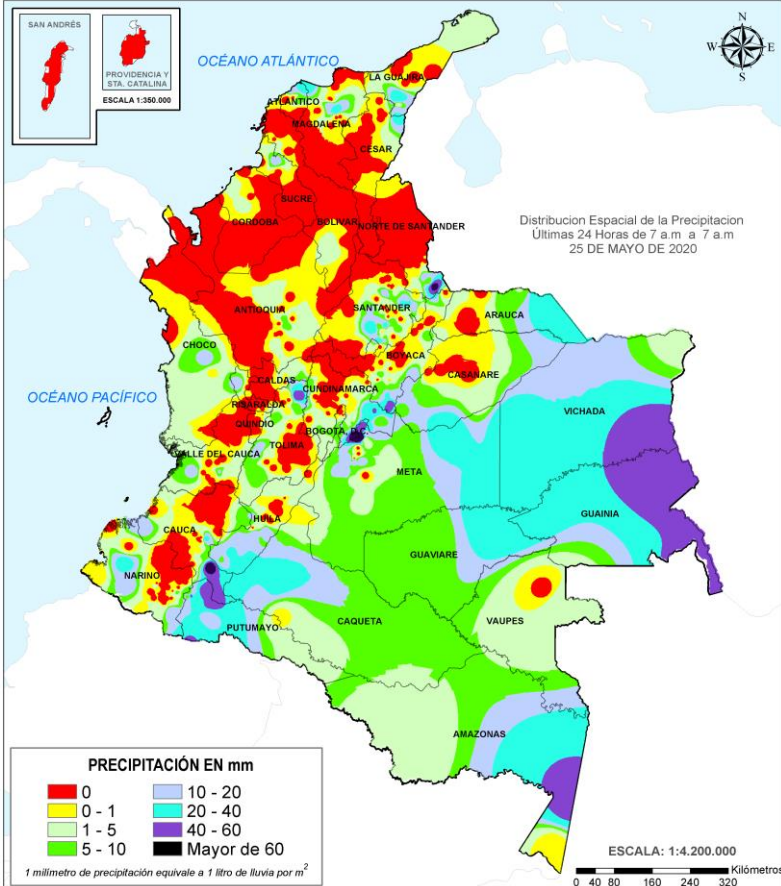 SAN ANDRÉS
PROVIDENCIA Y
STA. CATALINA
ESCALA 1:350.000
OCÉANO ATLÁNTICO
N
W
E
S
LA GUAJIRA
ATLANTICO
MAGDALENA
CESAR
SUCRE
CORDOBA
BOLIVAR
NORTE DE SANTANDER
Distribucion Espacial de la Precipitacion
Últimas 24 Horas de 7 a.m a 7 a.m
25 DE MAYO DE 2020
ANTIOQUIA
SANTANDER
ARAUCA
CHOCO
BOYACA
CASANARE
CALDAS
CUNDINAMARCA
OCÉANO PACÍFICO
RISARALDA
VICHADA
QUINDIO
BOGOTA, D.C.
TOLIMA
VALLE DEL CAUCA
META
GUAINIA
HUILA
CAUCA
GUAVIARE
NARIÑO
CAQUETA
VAUPES
PUTUMAYO
AMAZONAS
PRECIPITACIÓN EN mm
0
10 - 20
0 - 1
20 - 40
1 - 5
40 - 60
5 - 10
Mayor de 60
1 milímetro de precipitación equivale a 1 litro de lluvia por m²
ESCALA: 1:4.200.000
Kilómetros
0 40 80 160 240 320